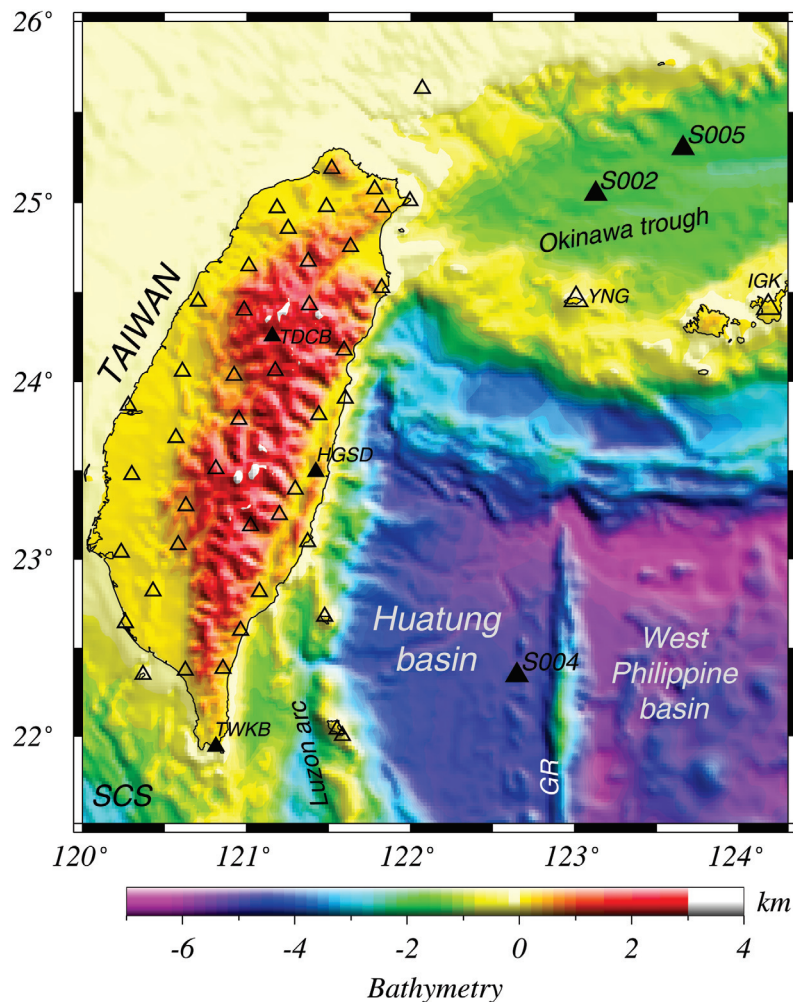 26°
S005
S002
25°
Okinawa trough
TAIWAN
IGK
YNG
TDCB
24°
HGSD
23°
Huatung
basin
West
Philippine
basin
S004
22°
TWKB
Luzon arc
GR
SCS
120°
121°
122°
123°
124°
km
-6
-4
-2
0
2
4
Bathymetry